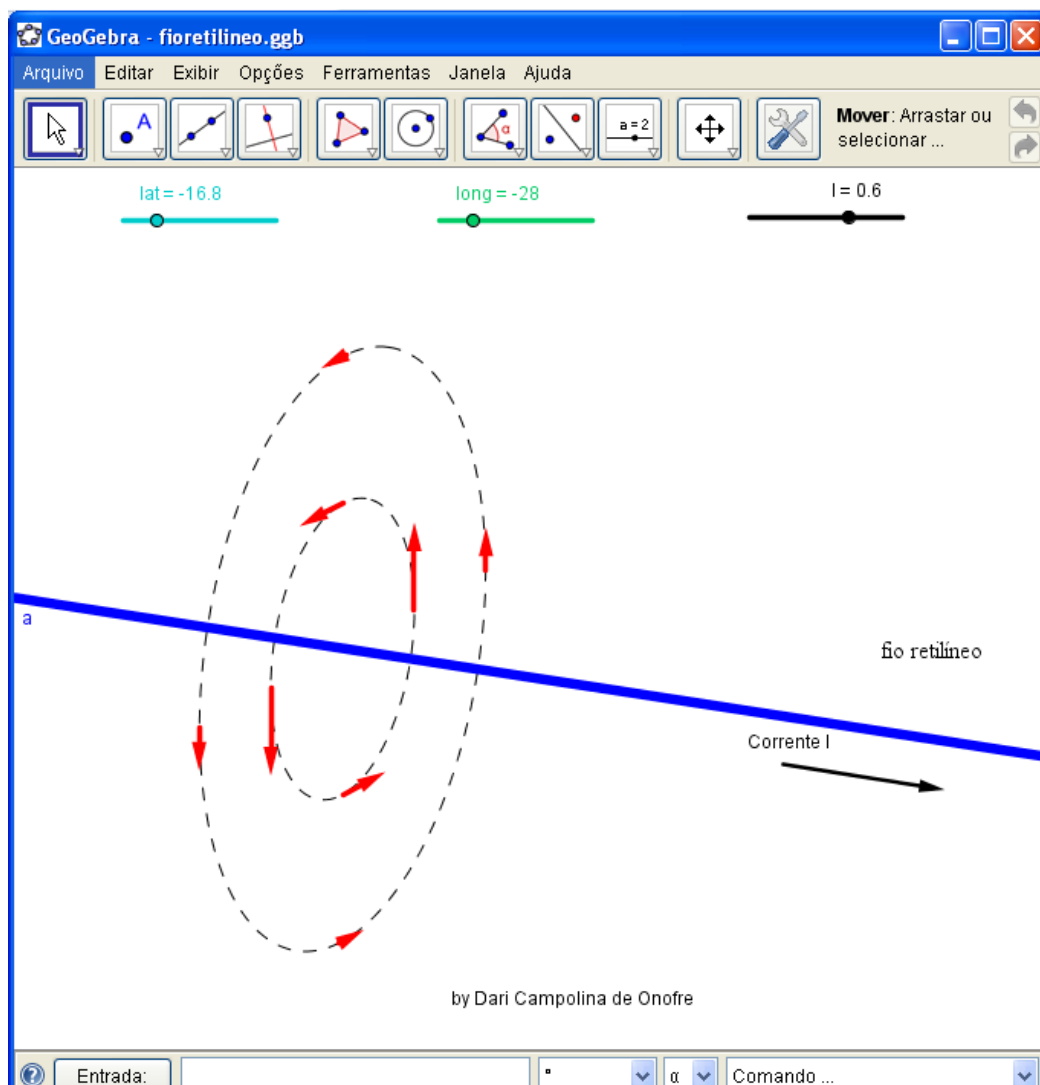 GeoGebra - fioretilineo.ggb
Arquivo Editar Exibir Opções Ferramentas Janela Ajuda
A
α
a = 2
Mover: Arrastar ou
selecionar ...
lat = -16.8
long = -28
I = 0.6
a
fio retilíneo
Corrente I
by Dari Campolina de Onofre
Entrada:
°
α
Comando ...